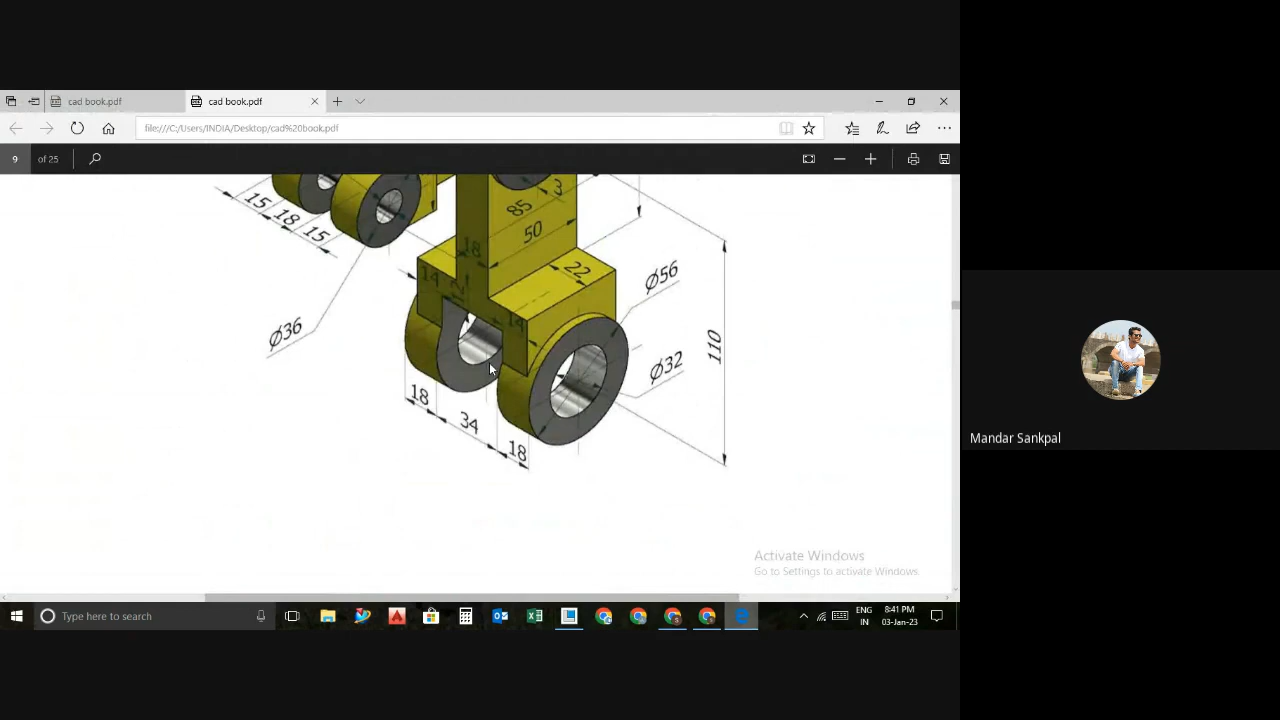 cad book.pdf
cad book.pdf
file:///C:/Users/INDIA/Desktop/cad%20book.pdf
9 of 25
15
18
15
3
85
50
18
22
14
12
14
Ø56
Ø36
110
Ø32
18
34
18
Mandar Sankpal
Activate Windows
Go to Settings to activate Windows.
Type here to search
ENG
IN
8:41 PM
03-Jan-23